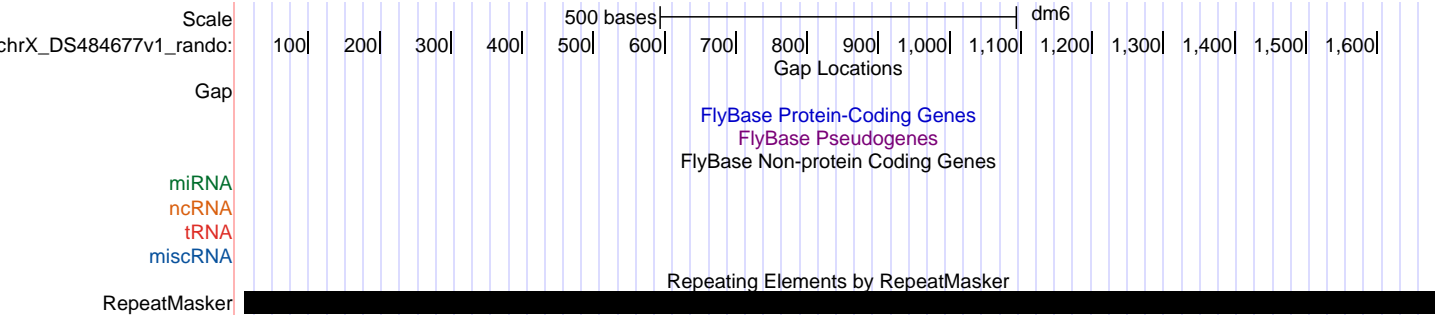 Scale 500 bases dm6
chrX_DS484677v1_rando: 100 200 300 400 500 600 700 800 900 1,000 1,100 1,200 1,300 1,400 1,500 1,600
Gap Locations
Gap
FlyBase Protein-Coding Genes
FlyBase Pseudogenes
FlyBase Non-protein Coding Genes
miRNA
ncRNA
tRNA
miscRNA
Repeating Elements by RepeatMasker
RepeatMasker